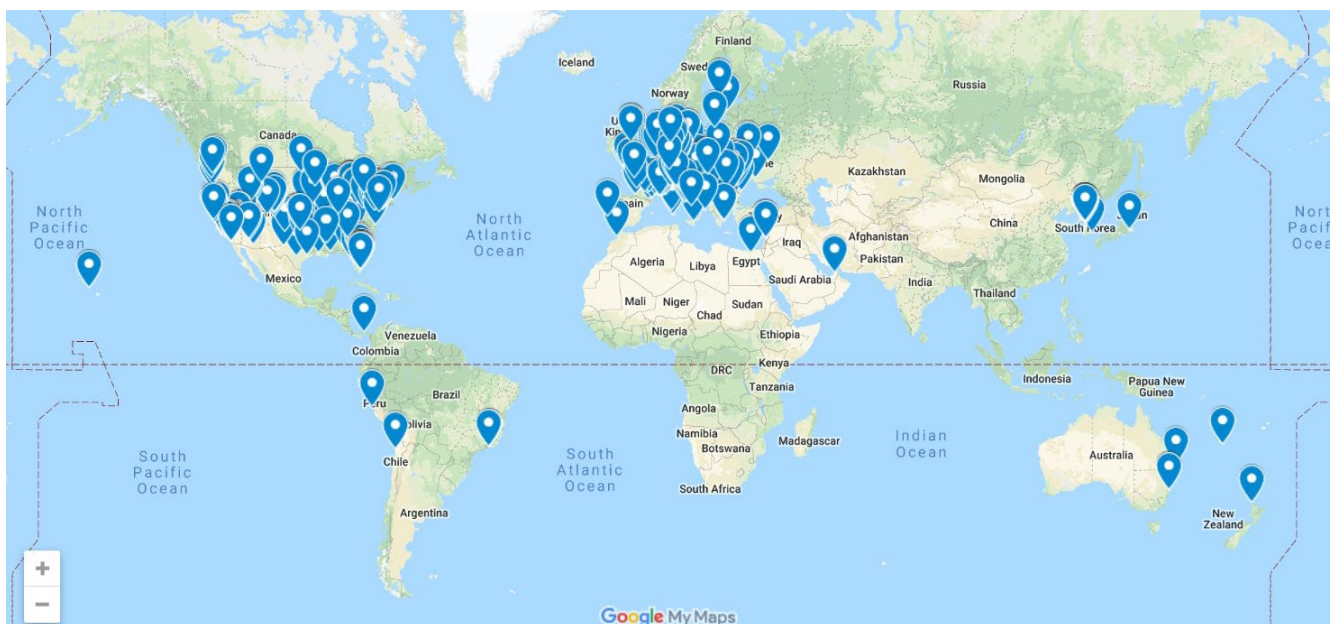 Finland
Iceland
Swed
Norway
Russia
Canada
Kazakhstan
Mongolia
North
Pacific
Ocean
North
Atlantic
Ocean
China
South Korea
Iraq
Afghanistan
Pakistan
Algeria
Libya
Egypt
Saudi Arabia
India
Mexico
Mali
Niger
Chad
Sudan
Thailand
Nigeria
Ethiopia
Venezuela
Colombia
DRC
Kenya
Tanzania
Indonesia
Papua New
Guinea
Brazil
Peru
Angola
Namibia
Botswana
Madagascar
Indian
Ocean
Australia
South
Pacific
Ocean
South
Atlantic
Ocean
Chile
South Africa
Argentina
New
Zealand
+
−
Google My Maps